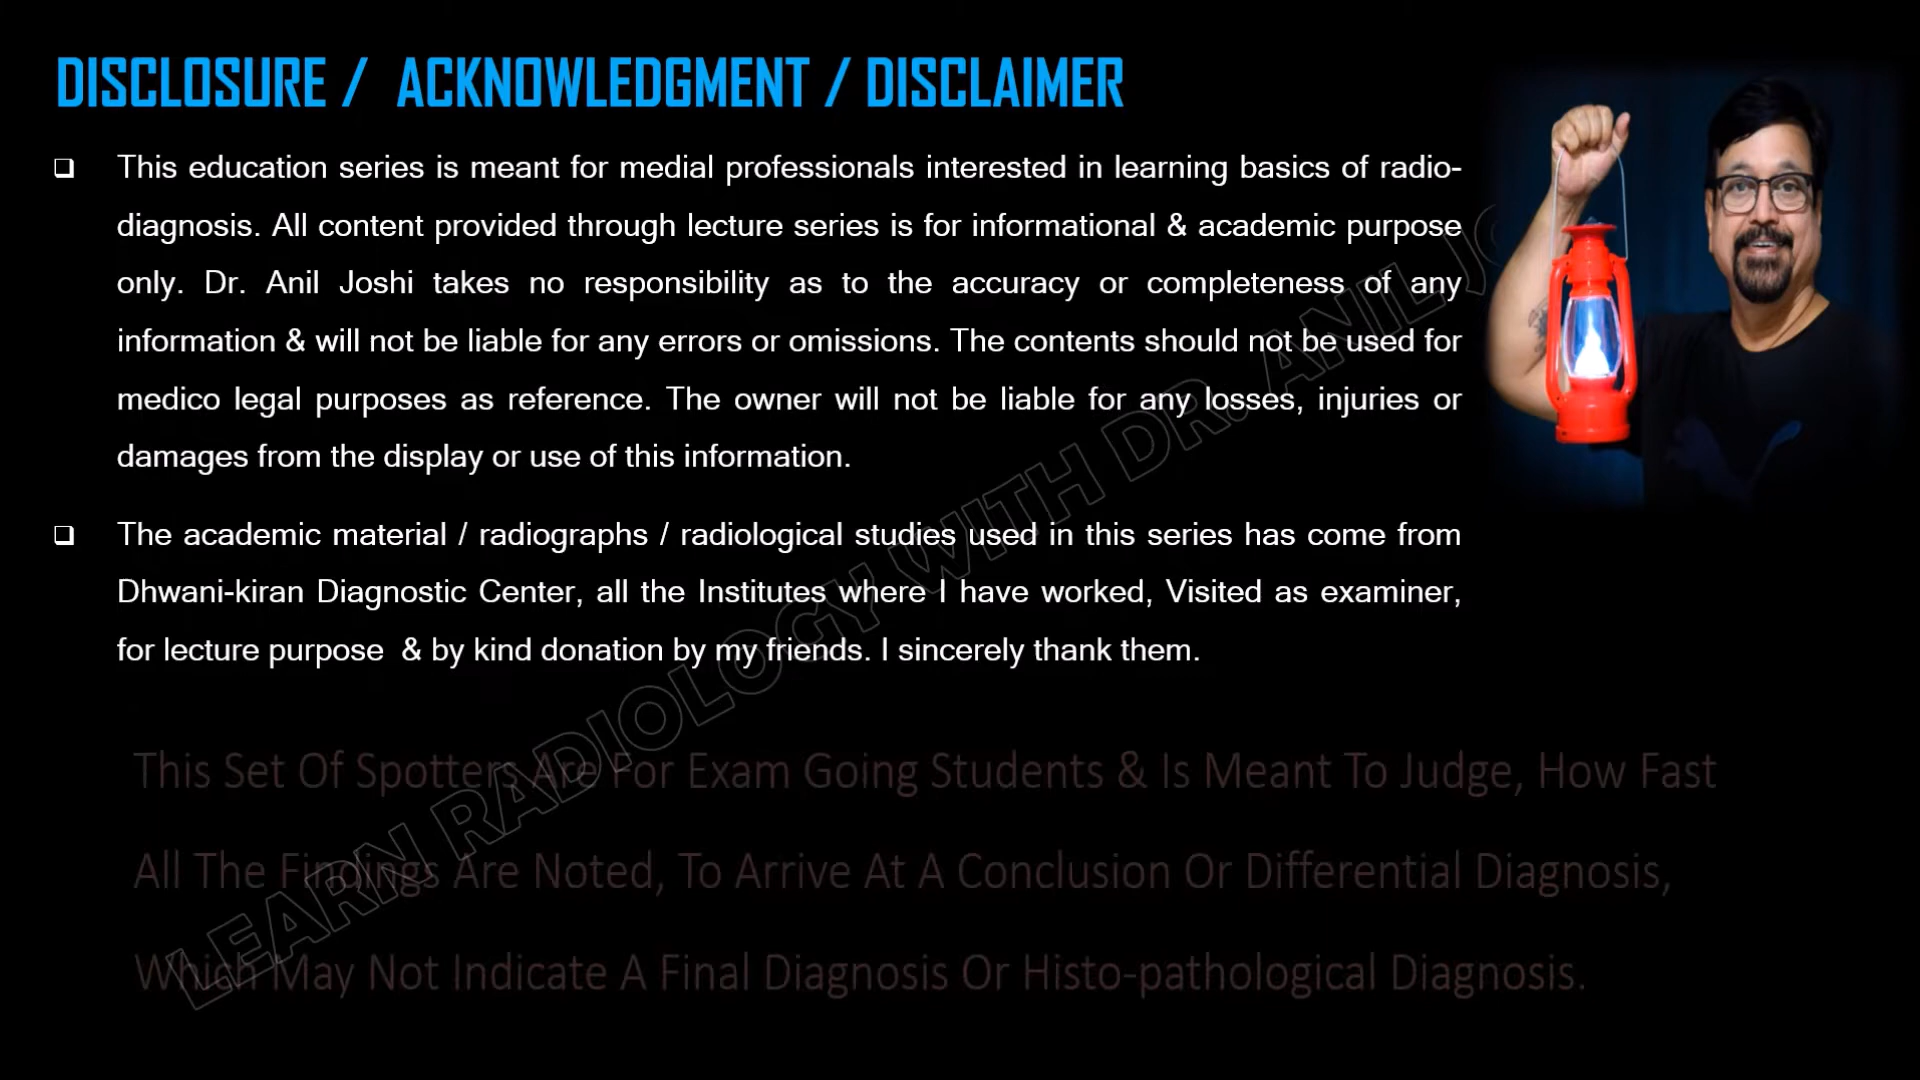 DISCLOSURE / ACKNOWLEDGMENT / DISCLAIMER
This education series is meant for medial professionals interested in learning basics of radio-
diagnosis. All content provided through lecture series is for informational & academic purpose
only. Dr. Anil Joshi takes no responsibility as to the accuracy or completeness of any
information & will not be liable for any errors or omissions. The contents should not be used for
medico legal purposes as reference. The owner will not be liable for any losses, injuries or
damages from the display or use of this information.
The academic material / radiographs / radiological studies used in this series has come from
Dhwani-kiran Diagnostic Center, all the Institutes where I have worked, Visited as examiner,
for lecture purpose & by kind donation by my friends. I sincerely thank them.
This Set Of Spotters Are For Exam Going Students & Is Meant To Judge, How Fast
All The Findings Are Noted, To Arrive At A Conclusion Or Differential Diagnosis,
Which May Not Indicate A Final Diagnosis Or Histo-pathological Diagnosis.
LEARN RADIOLOGY WITH DR. ANIL